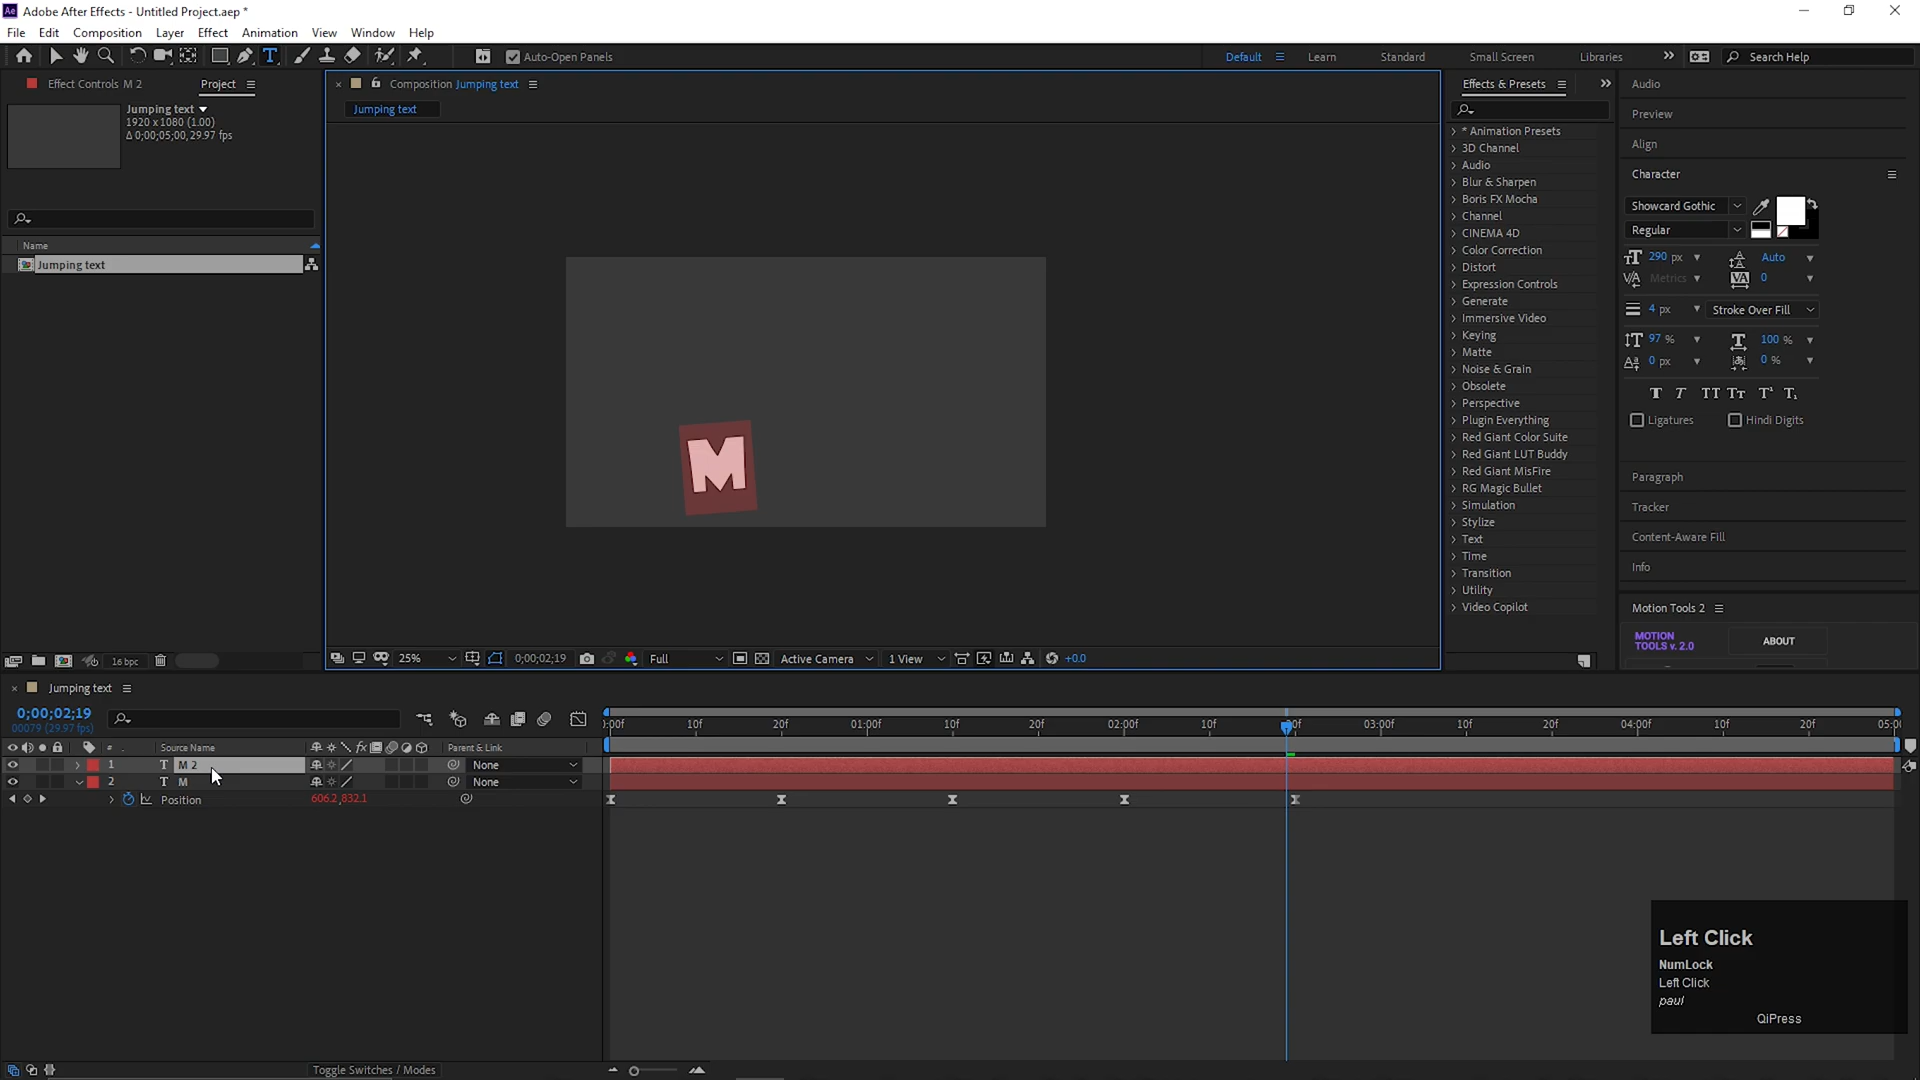 Adobe After Effects - Untitled Project.aep *
File Edit Composition Layer Effect Animation View Window Help
Auto-Open Panels
Default Learn Standard Small Screen Libraries Search Help
Effect Controls M 2
Project
Jumping text
1920 x 1080 (1.00)
Δ 0;00;05;00, 29.97 fps
Name
Jumping text
16 bpc
Composition Jumping text
Jumping text
M
25% 0;00;02;19 Full Active Camera 1 View +0.0
Effects & Presets
* Animation Presets
3D Channel
Audio
Blur & Sharpen
Boris FX Mocha
Channel
CINEMA 4D
Color Correction
Distort
Expression Controls
Generate
Immersive Video
Keying
Matte
Noise & Grain
Obsolete
Perspective
Plugin Everything
Red Giant Color Suite
Red Giant LUT Buddy
Red Giant MisFire
RG Magic Bullet
Simulation
Stylize
Text
Time
Transition
Utility
Video Copilot
Audio
Preview
Align
Character
Showcard Gothic
Regular
290 px Auto
Metrics 0
4 px Stroke Over Fill
97 % 100 %
0 px 0 %
Ligatures Hindi Digits
Paragraph
Tracker
Content-Aware Fill
Info
Motion Tools 2
MOTION
TOOLS v. 2.0
ABOUT
Jumping text
0;00;02;19
00079 (29.97 fps)
# Source Name Parent & Link
1 T M 2 None
2 T M None
Position 606.2,832.1
:00f 10f 20f 01:00f 10f 20f 02:00f 10f 20f 03:00f 10f 20f 04:00f 10f 20f 05:0
Toggle Switches / Modes
Left Click
NumLock
Left Click
paul
QiPress